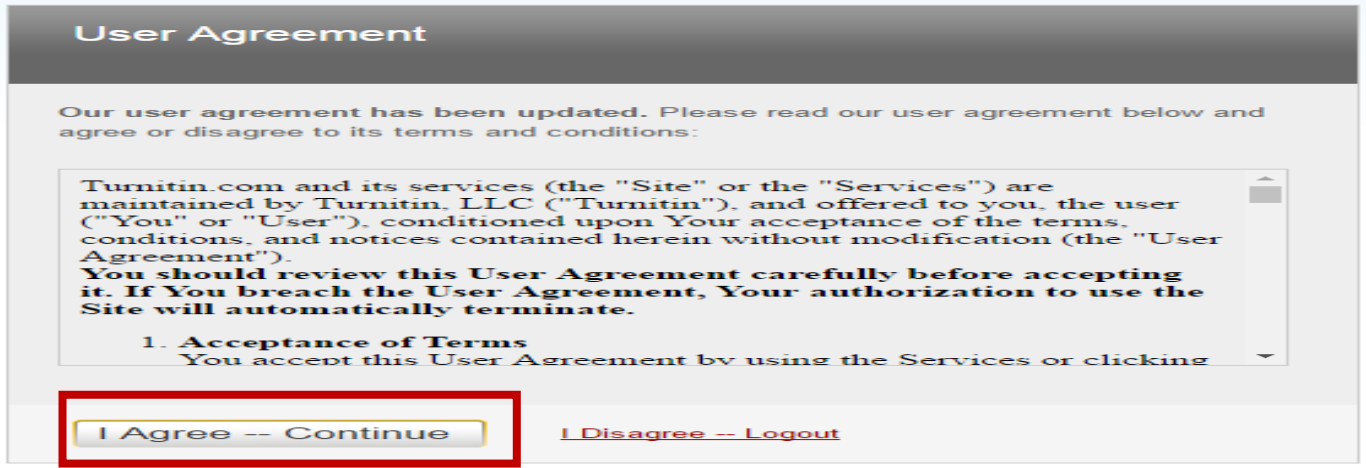 User Agreement
Our user agreement has been updated. Please read our user agreement below and
agree or disagree to its terms and conditions:
Turnitin.com and its services (the "Site" or the "Services") are
maintained by Turnitin, LLC ("Turnitin"), and offered to you, the user
("You" or "User"), conditioned upon Your acceptance of the terms,
conditions, and notices contained herein without modification (the "User
Agreement").
You should review this User Agreement carefully before accepting
it. If You breach the User Agreement, Your authorization to use the
Site will automatically terminate.
1. Acceptance of Terms
You accept this User Agreement by using the Services or clicking
I Agree -- Continue
I Disagree -- Logout